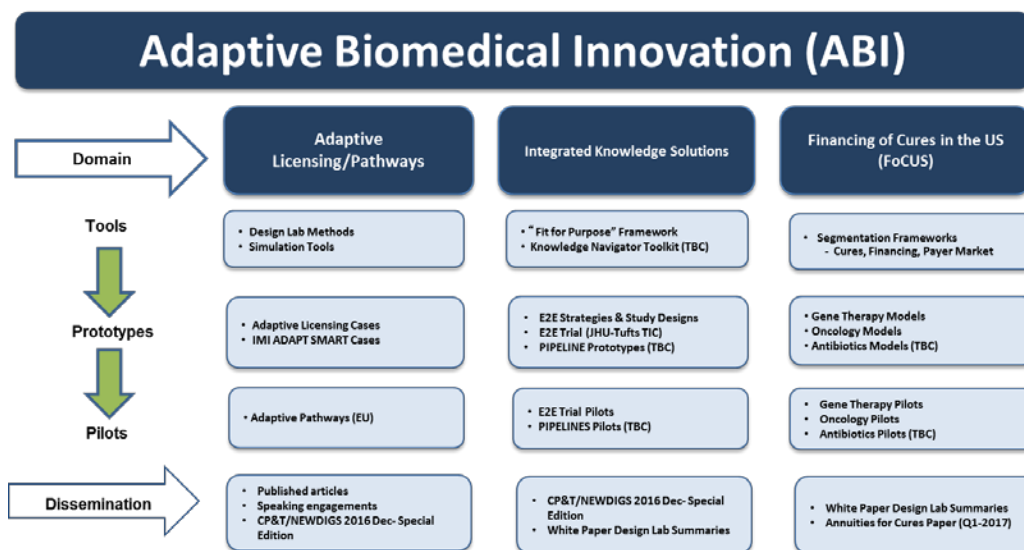 Adaptive Biomedical Innovation (ABI)
Domain
Adaptive
Licensing/Pathways
Integrated Knowledge Solutions
Financing of Cures in the US
(FoCUS)
Tools
• Design Lab Methods
• Simulation Tools
• “Fit for Purpose” Framework
• Knowledge Navigator Toolkit (TBC)
• Segmentation Frameworks
- Cures, Financing, Payer Market
Prototypes
• Adaptive Licensing Cases
• IMI ADAPT SMART Cases
• E2E Strategies & Study Designs
• E2E Trial (JHU-Tufts TIC)
• PIPELINE Prototypes (TBC)
• Gene Therapy Models
• Oncology Models
• Antibiotics Models (TBC)
Pilots
• Adaptive Pathways (EU)
• E2E Trial Pilots
• PIPELINES Pilots (TBC)
• Gene Therapy Pilots
• Oncology Pilots
• Antibiotics Pilots (TBC)
Dissemination
• Published articles
• Speaking engagements
• CP&T/NEWDIGS 2016 Dec- Special
Edition
• CP&T/NEWDIGS 2016 Dec- Special
Edition
• White Paper Design Lab Summaries
• White Paper Design Lab Summaries
• Annuities for Cures Paper (Q1-2017)